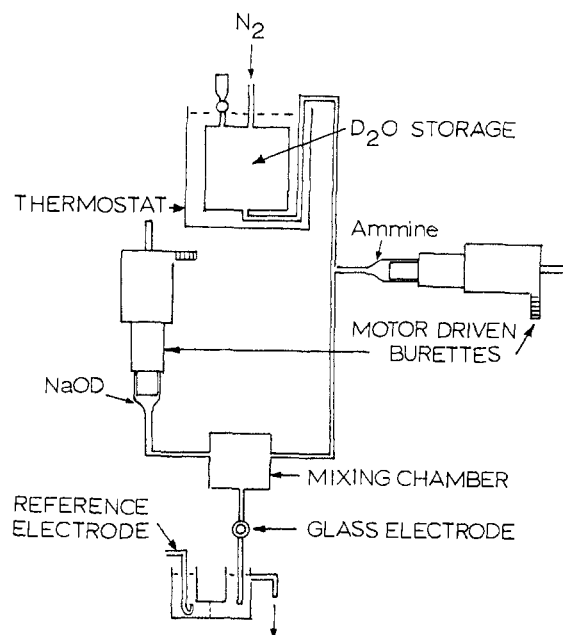 N2
D2O STORAGE
THERMOSTAT
Ammine
MOTOR DRIVEN
BURETTES
NaOD
MIXING CHAMBER
REFERENCE
ELECTRODE
GLASS ELECTRODE